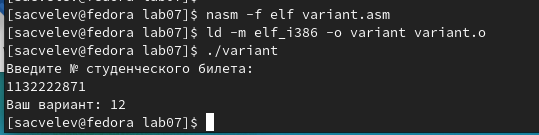 [sacvelev@fedora lab07]$ nasm -f elf variant.asm
[sacvelev@fedora lab07]$ ld -m elf_i386 -o variant variant.o
[sacvelev@fedora lab07]$ ./variant
Введите № студенческого билета:
1132222871
Ваш вариант: 12
[sacvelev@fedora lab07]$